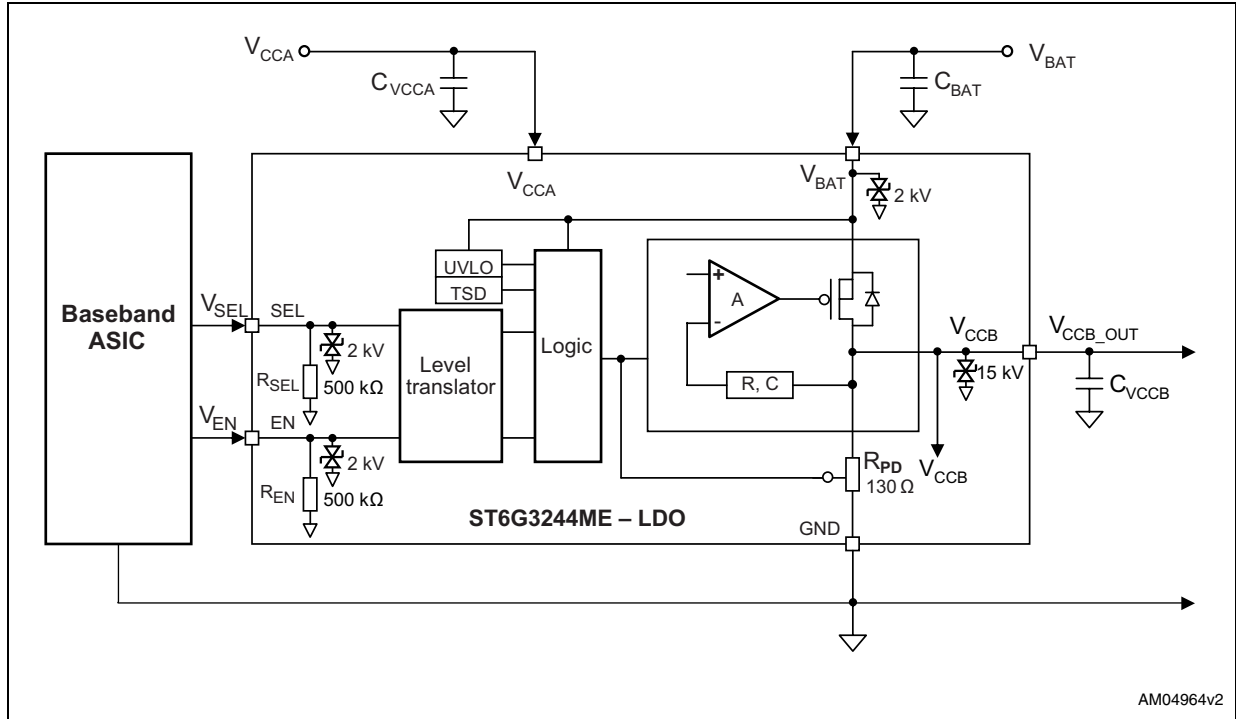 VCCA
CVCCA
CBAT
VBAT
VCCA
VBAT
2 kV
UVLO
TSD
Baseband
ASIC
VSEL
SEL
2 kV
RSEL
500 kΩ
Level
translator
Logic
+
A
-
R, C
VCCB
VCCB_OUT
15 kV
CVCCB
VEN
EN
2 kV
REN
500 kΩ
RPD
130 Ω
VCCB
ST6G3244ME – LDO
GND
AM04964v2